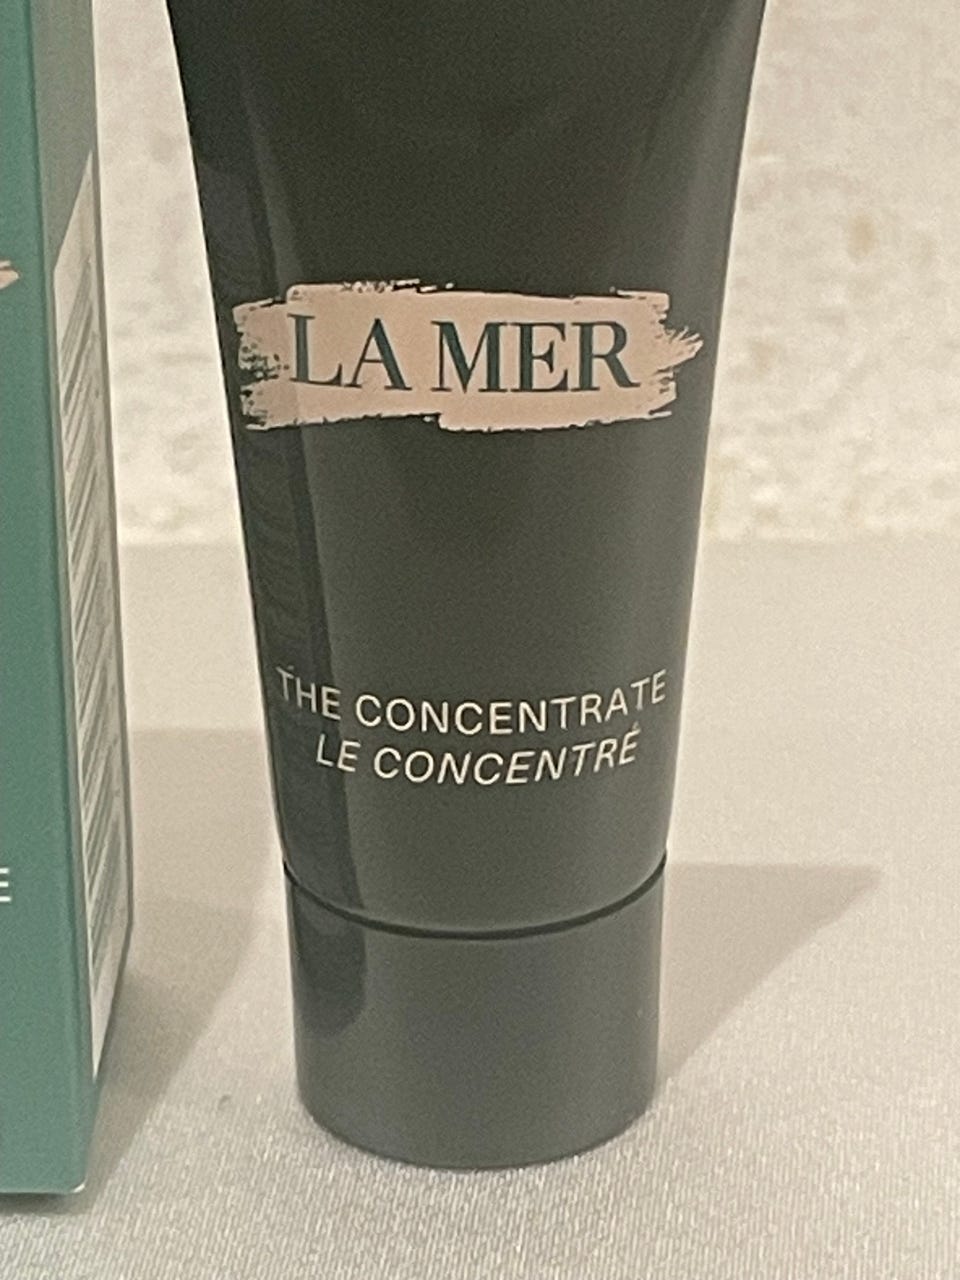 LA MER
THE CONCENTRATE
LE CONCENTRÉ
E